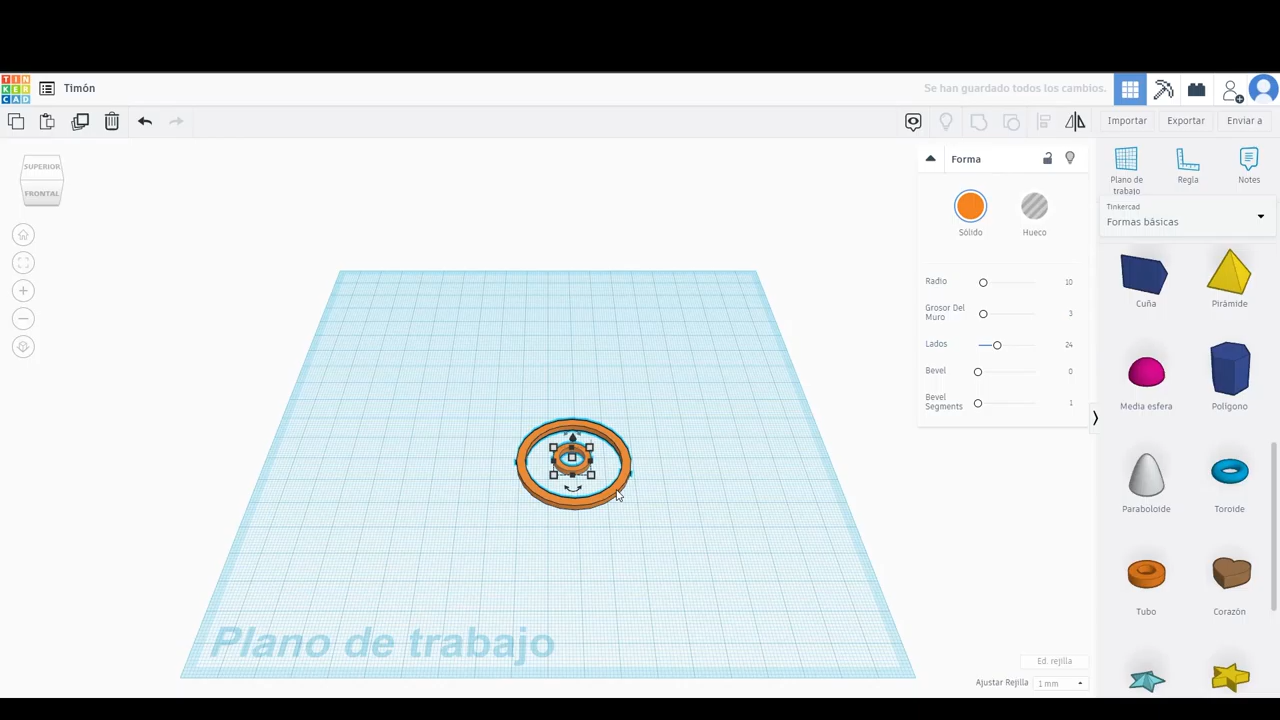 TIN
KER
CAD
Timón
Se han guardado todos los cambios.
Importar
Exportar
Enviar a
SUPERIOR
FRONTAL
Forma
Sólido
Hueco
Radio
10
Grosor Del
Muro
3
Lados
24
Bevel
0
Bevel
Segments
1
Plano de
trabajo
Regla
Notes
Tinkercad
Formas básicas
Cuña
Pirámide
Media esfera
Polígono
Paraboloide
Toroide
Tubo
Corazón
Plano de trabajo
Ed. rejilla
Ajustar Rejilla
1 mm